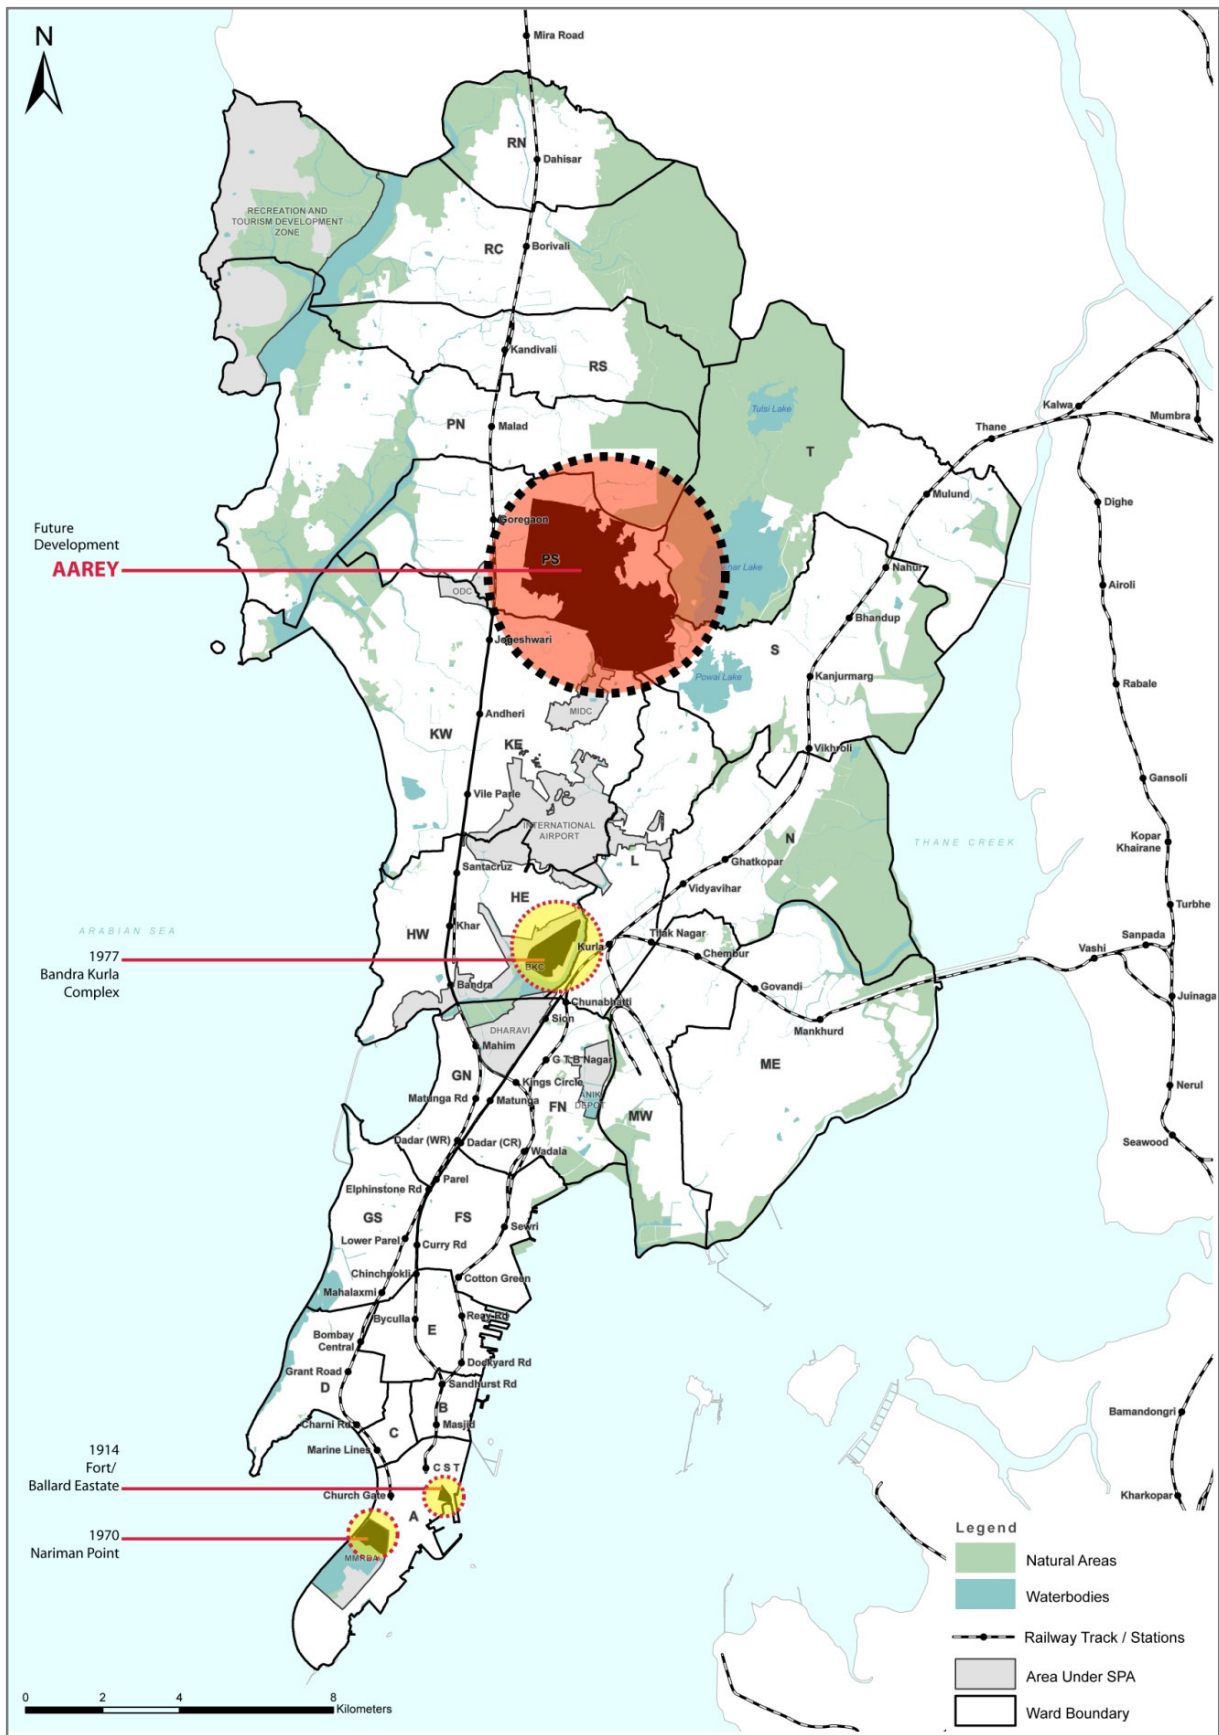 N
Mira Road
RN
Dahisar
RECREATION AND
TOURISM DEVELOPMENT
ZONE
RC
Borivali
Kandivali
RS
Tulsi Lake
Kalwa
Mumbra
PN
Malad
Thane
T
Mulund
Dighe
Future
Development
AAREY
Goregaon
PS
har Lake
Nahur
Airoli
ODC
Bhandup
Jogeshwari
S
Powai Lake
Kanjurmarg
Rabale
MIDC
Andheri
KW
KE
Vikhroli
Gansoli
Vile Parle
INTERNATIONAL
AIRPORT
N
THANE CREEK
Kopar
Khairane
L
Ghatkopar
Santacruz
Vidyavihar
HE
Turbhe
ARABIAN SEA
HW
Khar
Kurla
Tilak Nagar
Sanpada
1977
Bandra Kurla
Complex
BKC
Chembur
Vashi
Bandra
Govandi
Juinaga
Chunabhatti
DHARAVI
Sion
Mankhurd
Mahim
G T B Nagar
ME
GN
Kings Circle
Nerul
Matunga Rd
Matunga
FN
ANIK
DEPOT
MW
Dadar (WR)
Dadar (CR)
Wadala
Seawood
Parel
Elphinstone Rd
GS
FS
Sewri
Lower Parel
Curry Rd
Chinchpokli
Cotton Green
Mahalaxmi
Byculla
Reay Rd
E
Bombay
Central
Grant Road
Dockyard Rd
D
Sandhurst Rd
B
Charni Rd
C
Masjid
Bamandongri
Marine Lines
1914
Fort/
Ballard Eastate
C S T
Church Gate
A
Kharkopar
1970
Nariman Point
MMRDA
Legend
Natural Areas
Waterbodies
Railway Track / Stations
Area Under SPA
Ward Boundary
0 2 4 8
Kilometers